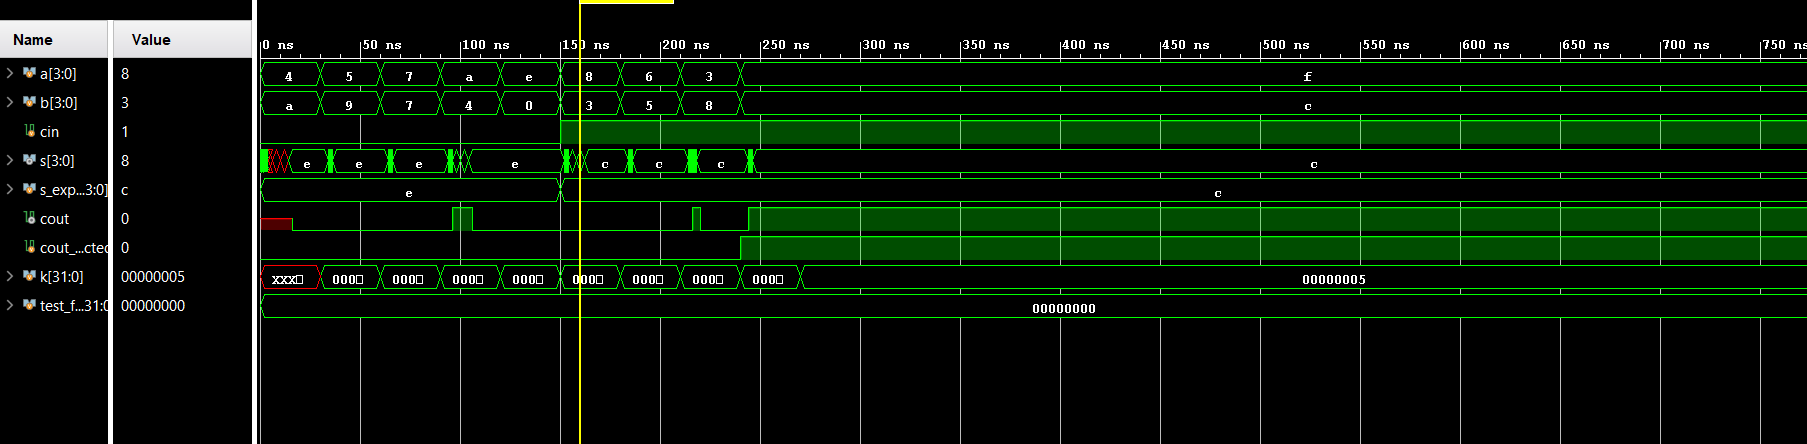 Name Value 0 ns 50 ns 100 ns 150 ns 200 ns 250 ns 300 ns 350 ns 400 ns 450 ns 500 ns 550 ns 600 ns 650 ns 700 ns 750 ns
a[3:0] 8 4 5 7 a e 8 6 3 f
b[3:0] 3 a 9 7 4 0 3 5 8 c
cin 1
s[3:0] 8 e e e e c c c c
s_exp...3:0] c e c
cout 0
cout_...cted 0
k[31:0] 00000005 XXX 000 000 000 000 000 000 000 000 00000005
test_f...31:0 00000000 00000000